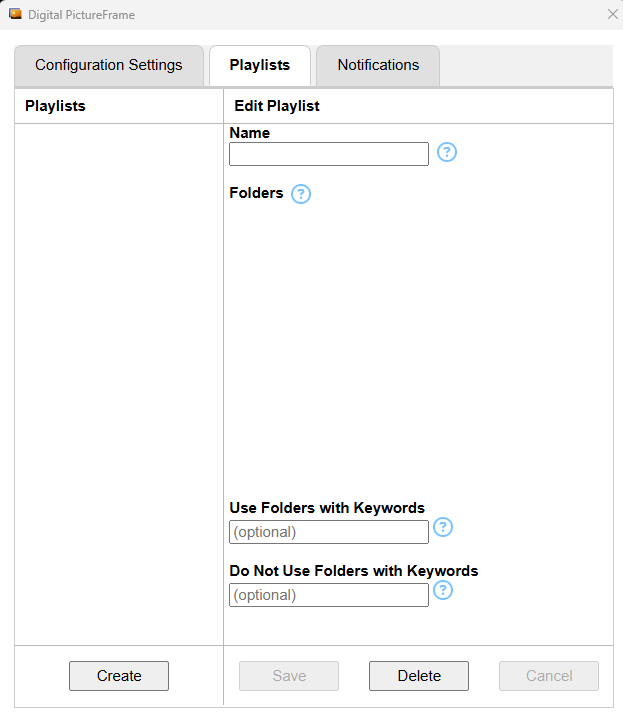 Digital PictureFrame
Configuration Settings
Playlists
Notifications
Playlists
Edit Playlist
Name
?
Folders ?
Use Folders with Keywords
(optional) ?
Do Not Use Folders with Keywords
(optional) ?
Create
Save
Delete
Cancel